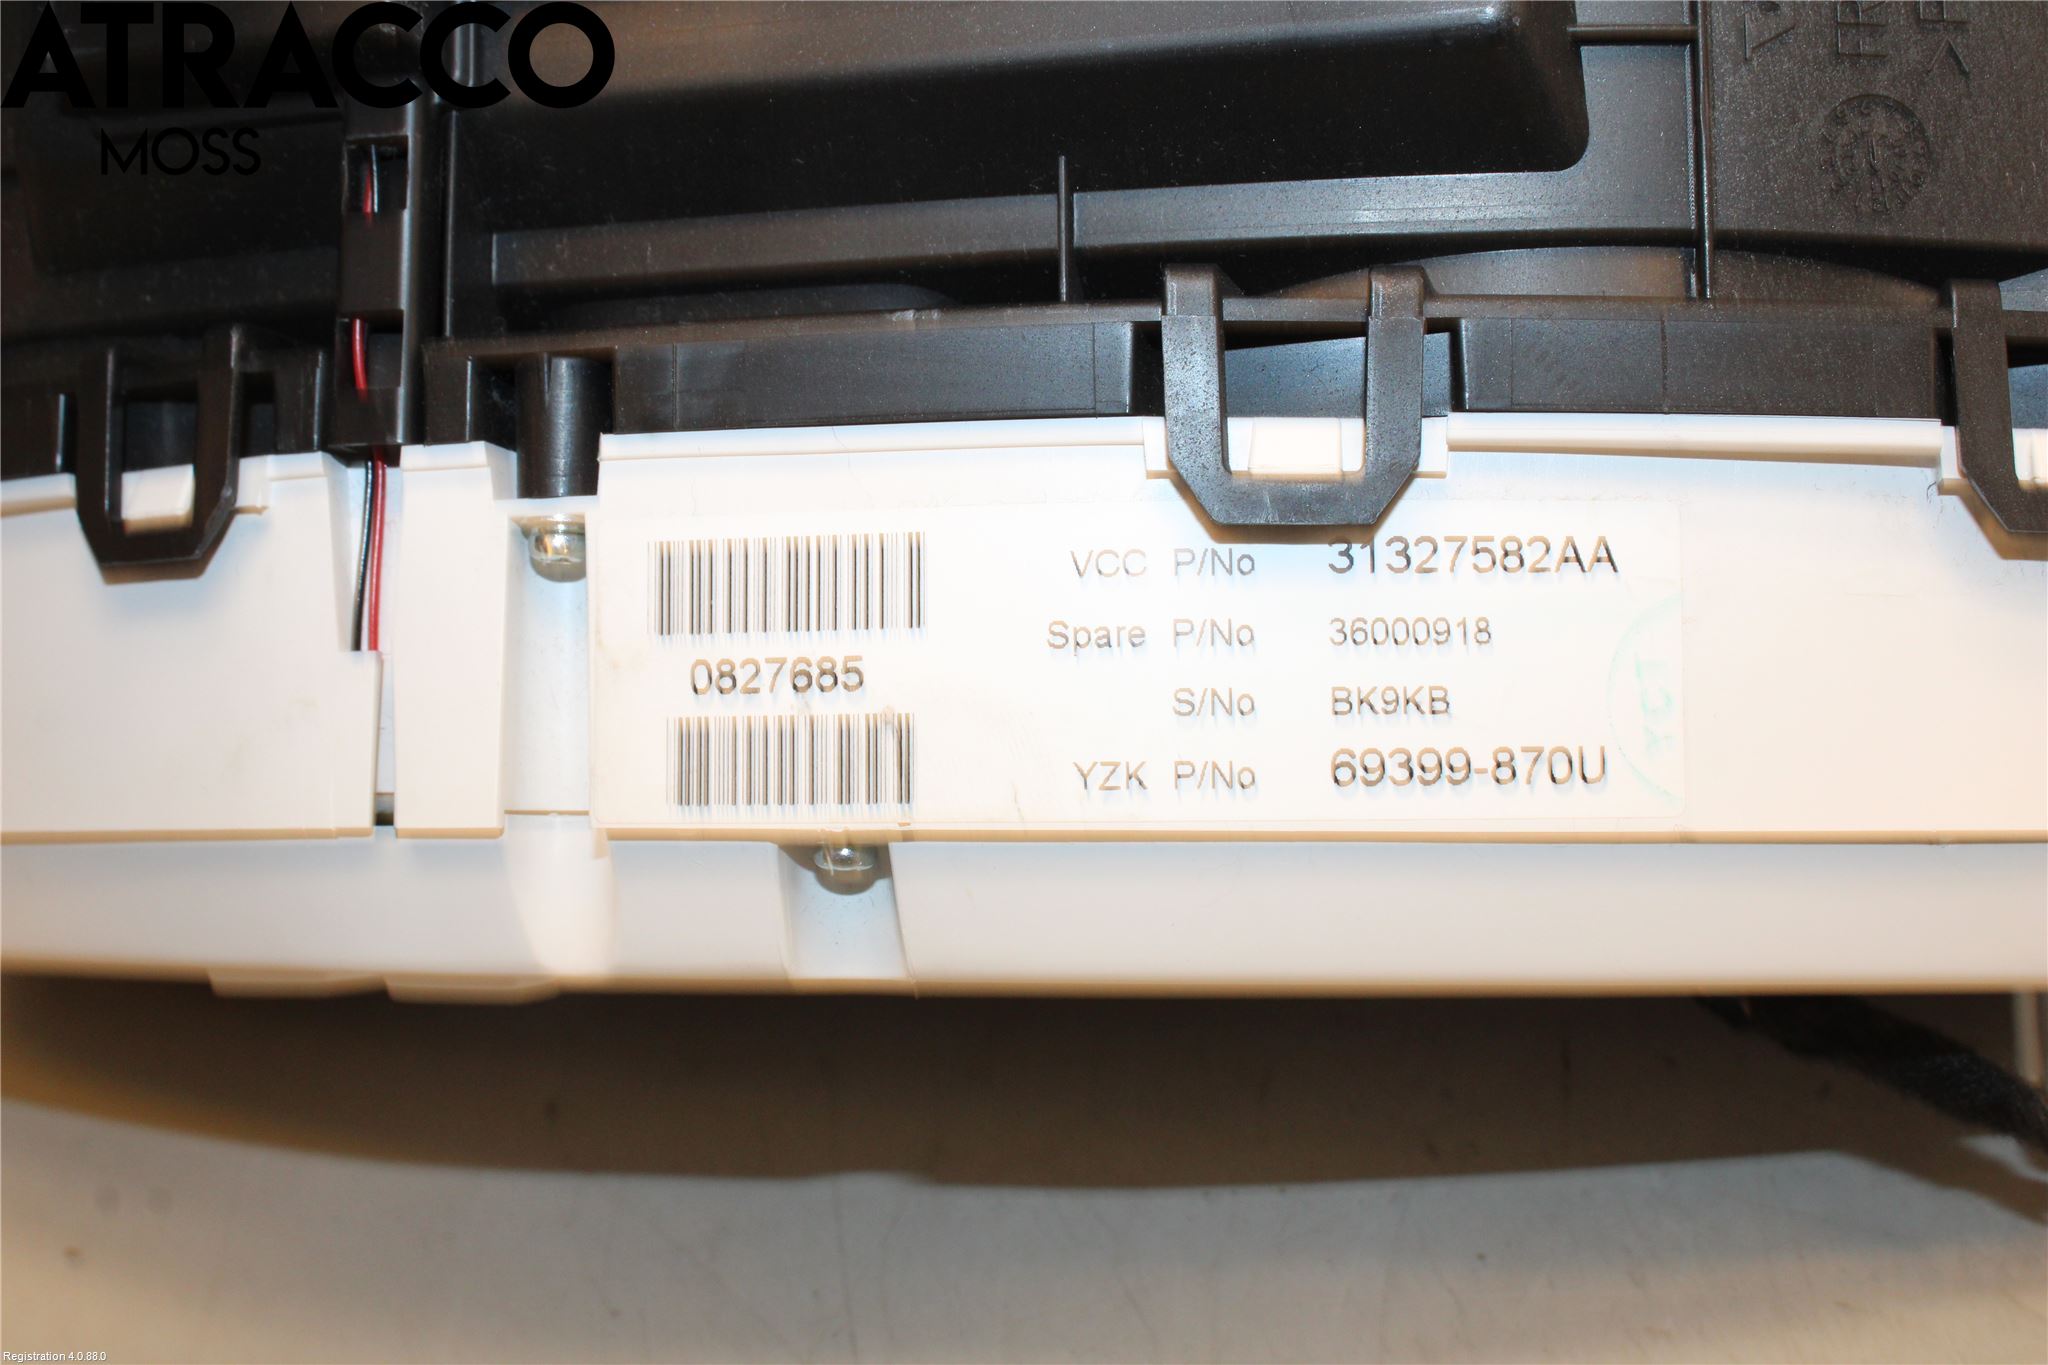 ATRACCO
MOSS
VCC P/No 31327582AA
Spare P/No 36000918
0827685
S/No BK9KB
YZK P/No 69399-870U
Registration 4.0.88.0